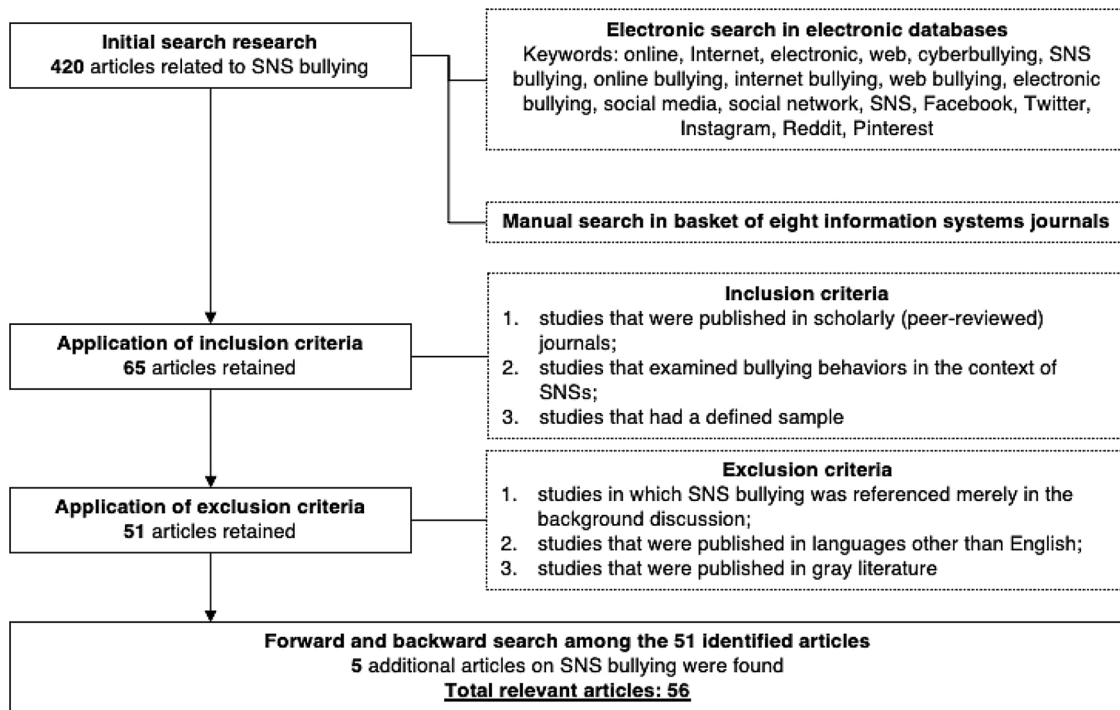 Initial search research
420 articles related to SNS bullying
Electronic search in electronic databases
Keywords: online, Internet, electronic, web, cyberbullying, SNS
bullying, online bullying, internet bullying, web bullying, electronic
bullying, social media, social network, SNS, Facebook, Twitter,
Instagram, Reddit, Pinterest
Manual search in basket of eight information systems journals
Application of inclusion criteria
65 articles retained
Inclusion criteria
1. studies that were published in scholarly (peer-reviewed)
journals;
2. studies that examined bullying behaviors in the context of
SNSs;
3. studies that had a defined sample
Application of exclusion criteria
51 articles retained
Exclusion criteria
1. studies in which SNS bullying was referenced merely in the
background discussion;
2. studies that were published in languages other than English;
3. studies that were published in gray literature
Forward and backward search among the 51 identified articles
5 additional articles on SNS bullying were found
Total relevant articles: 56